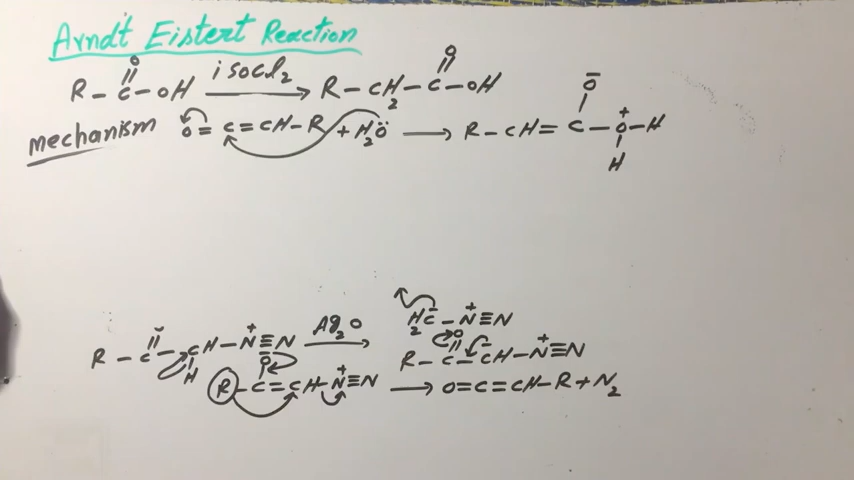 Arndt Eistert Reaction
R-C(=O)-OH i SOCl2 → R-CH2-C(=O)-OH
mechanism O=C=CH-R + H2Ö → R-CH=C(O⁻)-O⁺(H)-H
H2C⁻-N⁺≡N
R-C(=O)-CH(H)-N⁺≡N Ag2O → R-C(=O)-CH⁻-N⁺≡N
R-C(O⁻)=CH-N⁺≡N → O=C=CH-R + N2